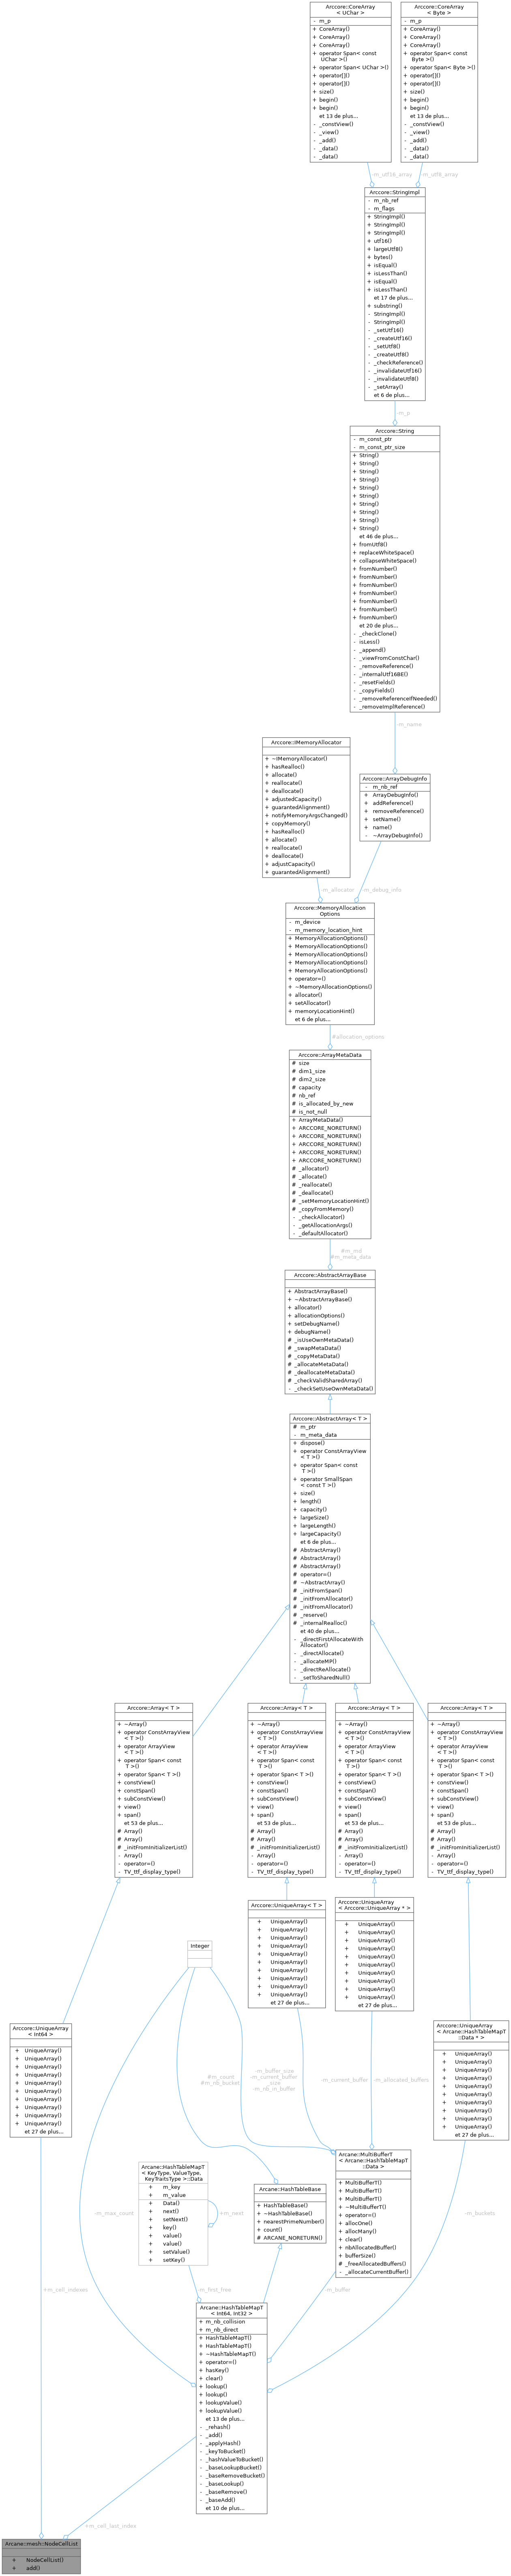 Arccore::CoreArray
< UChar >
- m_p
+ CoreArray()
+ CoreArray()
+ CoreArray()
+ operator Span< const
UChar >()
+ operator Span< UChar >()
+ operator[]()
+ operator[]()
+ size()
+ begin()
+ begin()
et 13 de plus...
- _constView()
- _view()
- _add()
- _data()
- _data()
Arccore::CoreArray
< Byte >
- m_p
+ CoreArray()
+ CoreArray()
+ CoreArray()
+ operator Span< const
Byte >()
+ operator Span< Byte >()
+ operator[]()
+ operator[]()
+ size()
+ begin()
+ begin()
et 13 de plus...
- _constView()
- _view()
- _add()
- _data()
- _data()
-m_utf16_array
-m_utf8_array
Arccore::StringImpl
- m_nb_ref
- m_flags
+ StringImpl()
+ StringImpl()
+ StringImpl()
+ utf16()
+ largeUtf8()
+ bytes()
+ isEqual()
+ isLessThan()
+ isEqual()
+ isLessThan()
et 17 de plus...
+ substring()
- StringImpl()
- StringImpl()
- _setUtf16()
- _createUtf16()
- _setUtf8()
- _createUtf8()
- _checkReference()
- _invalidateUtf16()
- _invalidateUtf8()
- _setArray()
et 6 de plus...
-m_p
Arccore::String
- m_const_ptr
- m_const_ptr_size
+ String()
+ String()
+ String()
+ String()
+ String()
+ String()
+ String()
+ String()
+ String()
+ String()
et 46 de plus...
+ fromUtf8()
+ replaceWhiteSpace()
+ collapseWhiteSpace()
+ fromNumber()
+ fromNumber()
+ fromNumber()
+ fromNumber()
+ fromNumber()
+ fromNumber()
+ fromNumber()
et 20 de plus...
- _checkClone()
- isLess()
- _append()
- _viewFromConstChar()
- _removeReference()
- _internalUtf16BE()
- _resetFields()
- _copyFields()
- _removeReferenceIfNeeded()
- _removeImplReference()
-m_name
Arccore::IMemoryAllocator
+ ~IMemoryAllocator()
+ hasRealloc()
+ allocate()
+ reallocate()
+ deallocate()
+ adjustedCapacity()
+ guarantedAlignment()
+ notifyMemoryArgsChanged()
+ copyMemory()
+ hasRealloc()
+ allocate()
+ reallocate()
+ deallocate()
+ adjustCapacity()
+ guarantedAlignment()
Arccore::ArrayDebugInfo
- m_nb_ref
+ ArrayDebugInfo()
+ addReference()
+ removeReference()
+ setName()
+ name()
- ~ArrayDebugInfo()
-m_allocator
-m_debug_info
Arccore::MemoryAllocation
Options
- m_device
- m_memory_location_hint
+ MemoryAllocationOptions()
+ MemoryAllocationOptions()
+ MemoryAllocationOptions()
+ MemoryAllocationOptions()
+ MemoryAllocationOptions()
+ operator=()
+ ~MemoryAllocationOptions()
+ allocator()
+ setAllocator()
+ memoryLocationHint()
et 6 de plus...
#allocation_options
Arccore::ArrayMetaData
# size
# dim1_size
# dim2_size
# capacity
# nb_ref
# is_allocated_by_new
# is_not_null
+ ArrayMetaData()
+ ARCCORE_NORETURN()
+ ARCCORE_NORETURN()
+ ARCCORE_NORETURN()
+ ARCCORE_NORETURN()
+ ARCCORE_NORETURN()
# _allocator()
# _allocate()
# _reallocate()
# _deallocate()
# _setMemoryLocationHint()
# _copyFromMemory()
- _checkAllocator()
- _getAllocationArgs()
- _defaultAllocator()
#m_md
#m_meta_data
Arccore::AbstractArrayBase
+ AbstractArrayBase()
+ ~AbstractArrayBase()
+ allocator()
+ allocationOptions()
+ setDebugName()
+ debugName()
# _isUseOwnMetaData()
# _swapMetaData()
# _copyMetaData()
# _allocateMetaData()
# _deallocateMetaData()
# _checkValidSharedArray()
- _checkSetUseOwnMetaData()
Arccore::AbstractArray< T >
# m_ptr
- m_meta_data
+ dispose()
+ operator ConstArrayView
< T >()
+ operator Span< const
T >()
+ operator SmallSpan
< const T >()
+ size()
+ length()
+ capacity()
+ largeSize()
+ largeLength()
+ largeCapacity()
et 6 de plus...
# AbstractArray()
# AbstractArray()
# AbstractArray()
# operator=()
# ~AbstractArray()
# _initFromSpan()
# _initFromAllocator()
# _initFromAllocator()
# _reserve()
# _internalRealloc()
et 40 de plus...
- _directFirstAllocateWith
Allocator()
- _directAllocate()
- _allocateMP()
- _directReAllocate()
- _setToSharedNull()
Arccore::Array< T >
+ ~Array()
+ operator ConstArrayView
< T >()
+ operator ArrayView
< T >()
+ operator Span< const
T >()
+ operator Span< T >()
+ constView()
+ constSpan()
+ subConstView()
+ view()
+ span()
et 53 de plus...
# Array()
# Array()
# _initFromInitializerList()
- Array()
- operator=()
- TV_ttf_display_type()
Arccore::Array< T >
+ ~Array()
+ operator ConstArrayView
< T >()
+ operator ArrayView
< T >()
+ operator Span< const
T >()
+ operator Span< T >()
+ constView()
+ constSpan()
+ subConstView()
+ view()
+ span()
et 53 de plus...
# Array()
# Array()
# _initFromInitializerList()
- Array()
- operator=()
- TV_ttf_display_type()
Arccore::Array< T >
+ ~Array()
+ operator ConstArrayView
< T >()
+ operator ArrayView
< T >()
+ operator Span< const
T >()
+ operator Span< T >()
+ constView()
+ constSpan()
+ subConstView()
+ view()
+ span()
et 53 de plus...
# Array()
# Array()
# _initFromInitializerList()
- Array()
- operator=()
- TV_ttf_display_type()
Arccore::Array< T >
+ ~Array()
+ operator ConstArrayView
< T >()
+ operator ArrayView
< T >()
+ operator Span< const
T >()
+ operator Span< T >()
+ constView()
+ constSpan()
+ subConstView()
+ view()
+ span()
et 53 de plus...
# Array()
# Array()
# _initFromInitializerList()
- Array()
- operator=()
- TV_ttf_display_type()
Arccore::UniqueArray< T >
+ UniqueArray()
+ UniqueArray()
+ UniqueArray()
+ UniqueArray()
+ UniqueArray()
+ UniqueArray()
+ UniqueArray()
+ UniqueArray()
+ UniqueArray()
+ UniqueArray()
et 27 de plus...
Arccore::UniqueArray
< Arccore::UniqueArray * >
+ UniqueArray()
+ UniqueArray()
+ UniqueArray()
+ UniqueArray()
+ UniqueArray()
+ UniqueArray()
+ UniqueArray()
+ UniqueArray()
+ UniqueArray()
+ UniqueArray()
et 27 de plus...
Integer
Arccore::UniqueArray
< Int64 >
+ UniqueArray()
+ UniqueArray()
+ UniqueArray()
+ UniqueArray()
+ UniqueArray()
+ UniqueArray()
+ UniqueArray()
+ UniqueArray()
+ UniqueArray()
+ UniqueArray()
et 27 de plus...
Arccore::UniqueArray
< Arcane::HashTableMapT
::Data * >
+ UniqueArray()
+ UniqueArray()
+ UniqueArray()
+ UniqueArray()
+ UniqueArray()
+ UniqueArray()
+ UniqueArray()
+ UniqueArray()
+ UniqueArray()
+ UniqueArray()
et 27 de plus...
#m_count
#m_nb_bucket
-m_buffer_size
-m_current_buffer
_size
-m_nb_in_buffer
-m_current_buffer
-m_allocated_buffers
Arcane::HashTableMapT
< KeyType, ValueType,
KeyTraitsType >::Data
+ m_key
+ m_value
+ Data()
+ next()
+ setNext()
+ key()
+ value()
+ value()
+ setValue()
+ setKey()
+m_next
Arcane::HashTableBase
+ HashTableBase()
+ ~HashTableBase()
+ nearestPrimeNumber()
+ count()
# ARCANE_NORETURN()
Arcane::MultiBufferT
< Arcane::HashTableMapT
::Data >
+ MultiBufferT()
+ MultiBufferT()
+ MultiBufferT()
+ ~MultiBufferT()
+ operator=()
+ allocOne()
+ allocMany()
+ clear()
+ nbAllocatedBuffer()
+ bufferSize()
# _freeAllocatedBuffers()
- _allocateCurrentBuffer()
-m_max_count
-m_buckets
+m_cell_indexes
-m_first_free
-m_buffer
Arcane::HashTableMapT
< Int64, Int32 >
+ m_nb_collision
+ m_nb_direct
+ HashTableMapT()
+ HashTableMapT()
+ ~HashTableMapT()
+ operator=()
+ hasKey()
+ clear()
+ lookup()
+ lookup()
+ lookupValue()
+ lookupValue()
et 13 de plus...
- _rehash()
- _add()
- _applyHash()
- _keyToBucket()
- _hashValueToBucket()
- _baseLookupBucket()
- _baseRemoveBucket()
- _baseLookup()
- _baseRemove()
- _baseAdd()
et 10 de plus...
+m_cell_last_index
Arcane::mesh::NodeCellList
+ NodeCellList()
+ add()